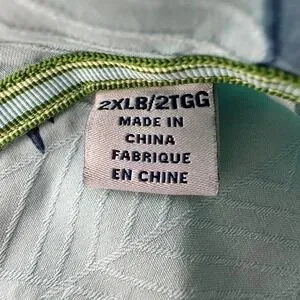 2XLB/2TGG
MADE IN
CHINA
FABRIQUE
EN CHINE